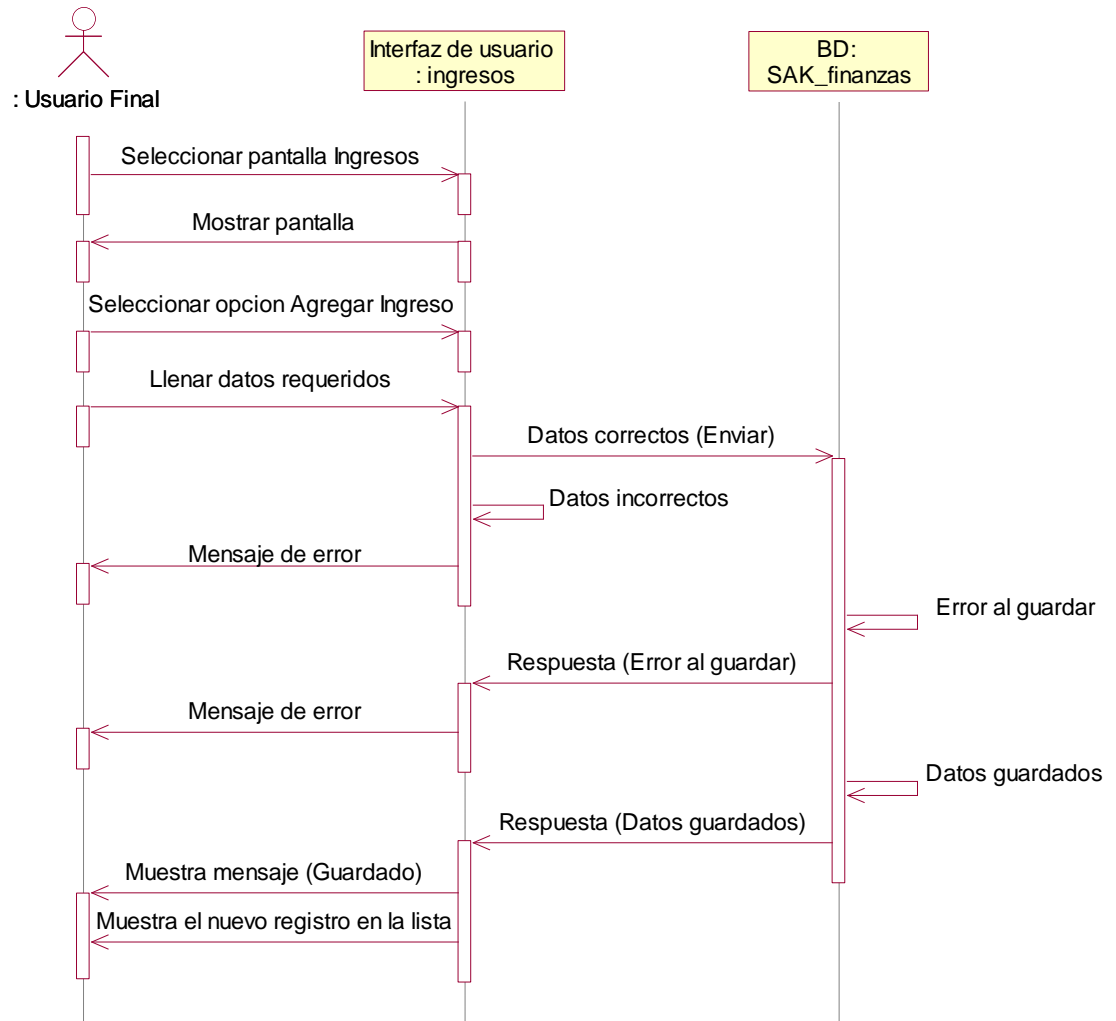 : Usuario Final
Interfaz de usuario
: ingresos
BD:
SAK_finanzas
Seleccionar pantalla Ingresos
Mostrar pantalla
Seleccionar opcion Agregar Ingreso
Llenar datos requeridos
Datos correctos (Enviar)
Datos incorrectos
Mensaje de error
Error al guardar
Respuesta (Error al guardar)
Mensaje de error
Datos guardados
Respuesta (Datos guardados)
Muestra mensaje (Guardado)
Muestra el nuevo registro en la lista